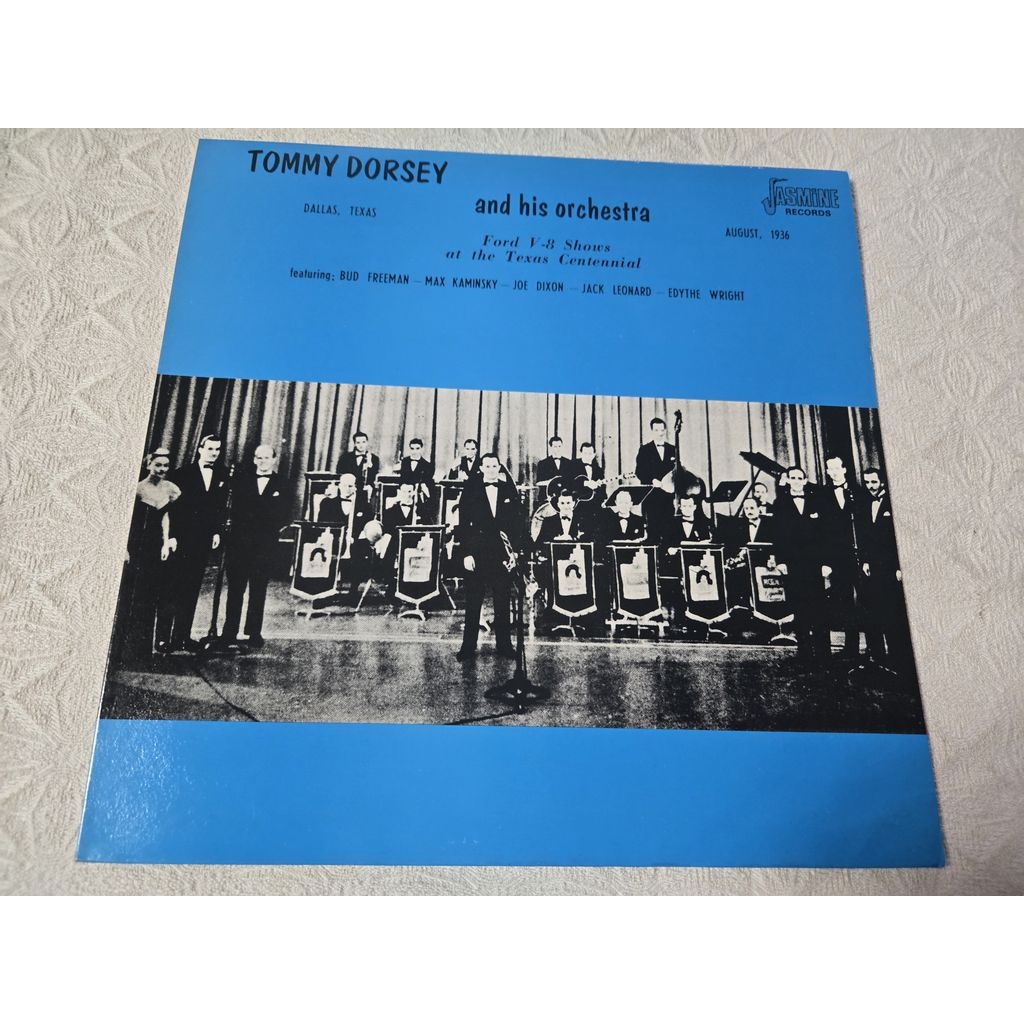 TOMMY DORSEY
and his orchestra
JASMINE
RECORDS
DALLAS, TEXAS
AUGUST, 1936
Ford V-8 Shows
at the Texas Centennial
featuring: BUD FREEMAN — MAX KAMINSKY — JOE DIXON — JACK LEONARD — EDYTHE WRIGHT